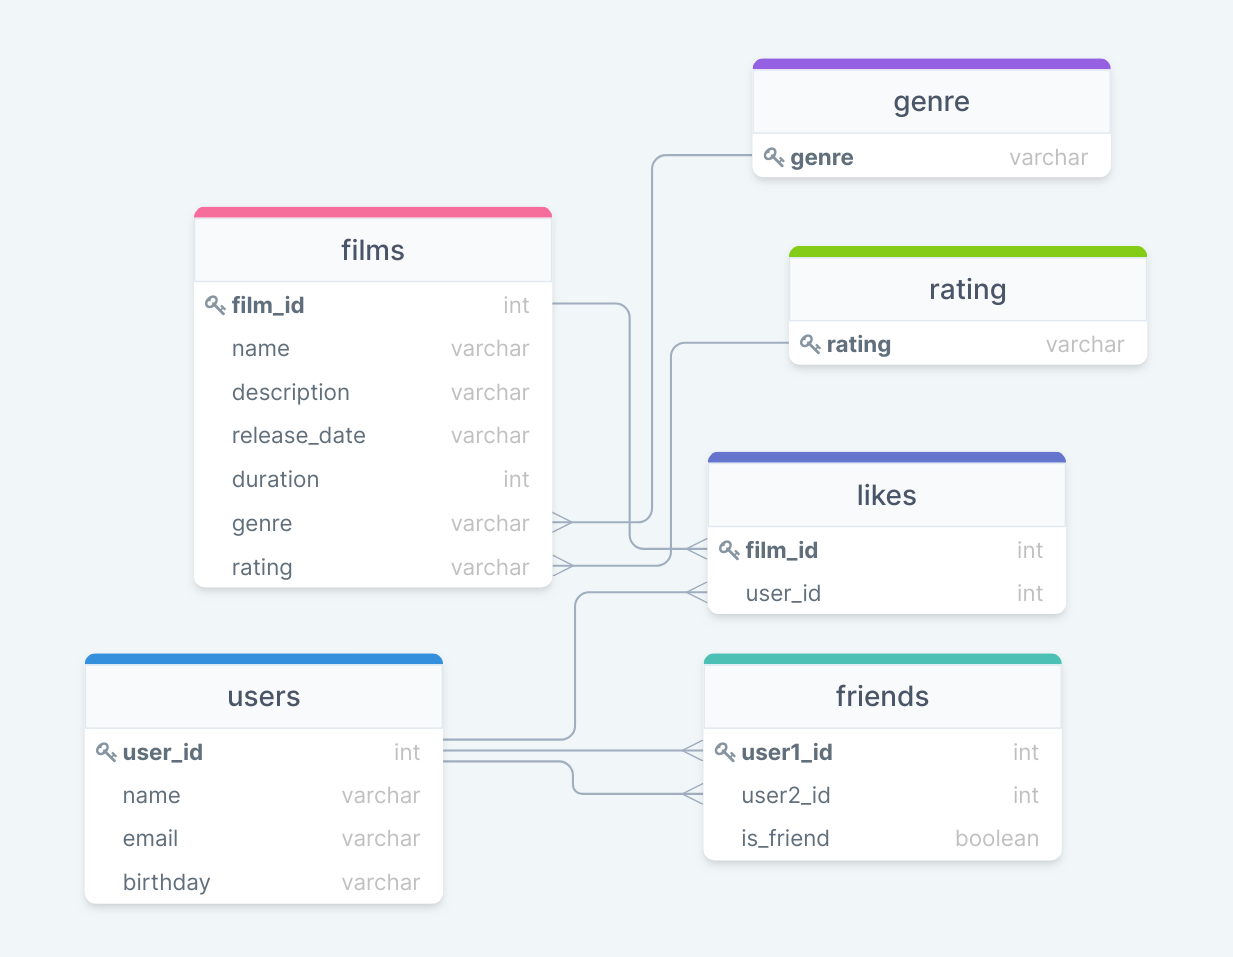 genre
genre varchar
films
film_id int
name varchar
description varchar
release_date varchar
duration int
genre varchar
rating varchar
rating
rating varchar
likes
film_id int
user_id int
users
user_id int
name varchar
email varchar
birthday varchar
friends
user1_id int
user2_id int
is_friend boolean